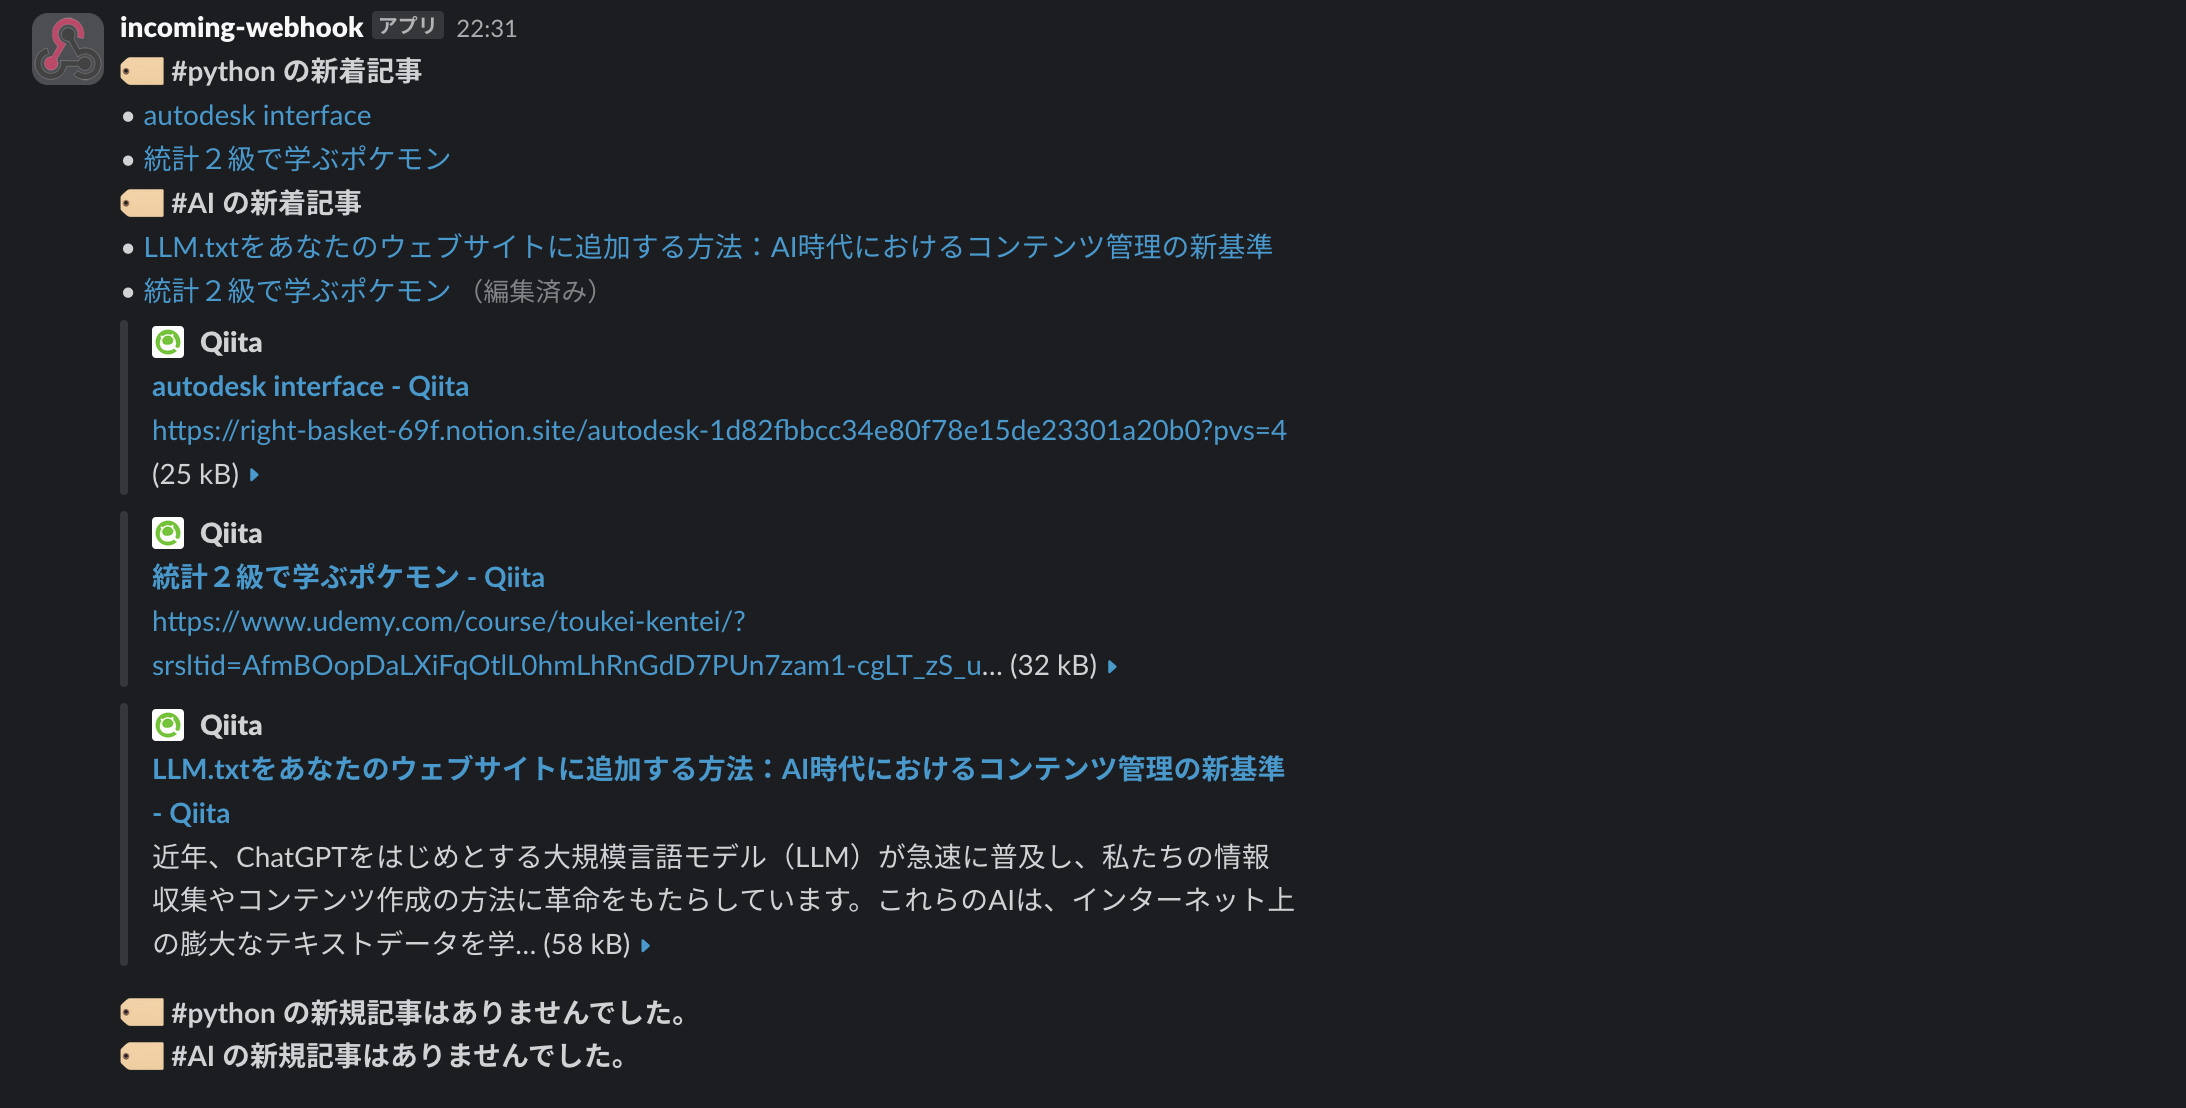 incoming-webhook アプリ 22:31
#python の新着記事
• autodesk interface
• 統計２級で学ぶポケモン
#AI の新着記事
• LLM.txtをあなたのウェブサイトに追加する方法：AI時代におけるコンテンツ管理の新基準
• 統計２級で学ぶポケモン （編集済み）
Qiita
autodesk interface - Qiita
https://right-basket-69f.notion.site/autodesk-1d82fbbcc34e80f78e15de23301a20b0?pvs=4
(25 kB)
Qiita
統計２級で学ぶポケモン - Qiita
https://www.udemy.com/course/toukei-kentei/?
srsltid=AfmBOopDaLXiFqOtlL0hmLhRnGdD7PUn7zam1-cgLT_zS_u... (32 kB)
Qiita
LLM.txtをあなたのウェブサイトに追加する方法：AI時代におけるコンテンツ管理の新基準
- Qiita
近年、ChatGPTをはじめとする大規模言語モデル（LLM）が急速に普及し、私たちの情報
収集やコンテンツ作成の方法に革命をもたらしています。これらのAIは、インターネット上
の膨大なテキストデータを学... (58 kB)
#python の新規記事はありませんでした。
#AI の新規記事はありませんでした。